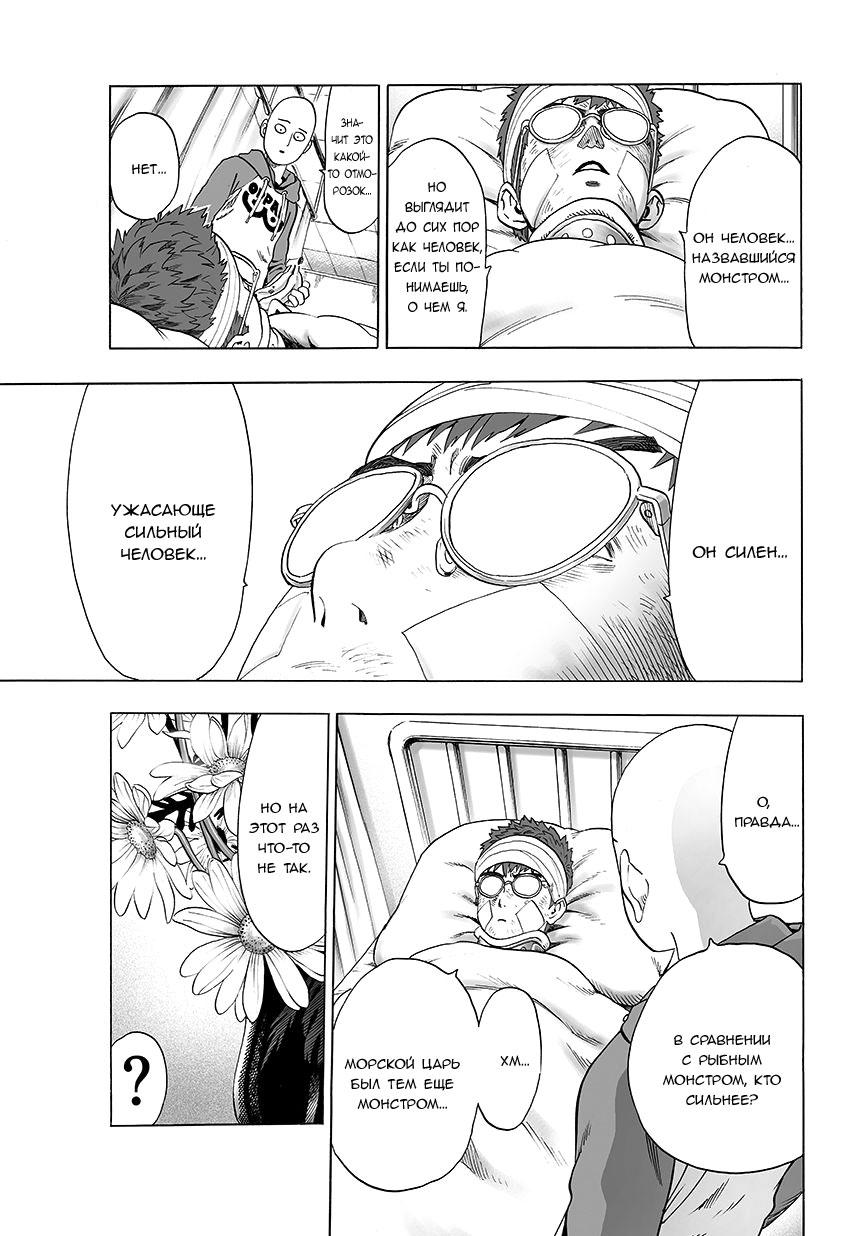 ОН ЧЕЛОВЕК...
НАЗВАВШИЙСЯ
МОНСТРОМ...
НО
ВЫГЛЯДИТ
ДО СИХ ПОР
КАК ЧЕЛОВЕК,
ЕСЛИ ТЫ ПО-
НИМАЕШЬ,
О ЧЕМ Я.
ЗНА-
ЧИТ ЭТО
КАКОЙ-
ТО ОТМО-
РОЗОК...
НЕТ...
ОН СИЛЕН...
УЖАСАЮЩЕ
СИЛЬНЫЙ
ЧЕЛОВЕК...
О,
ПРАВДА...
В СРАВНЕНИИ
С РЫБНЫМ
МОНСТРОМ, КТО
СИЛЬНЕЕ?
ХМ...
МОРСКОЙ ЦАРЬ
БЫЛ ТЕМ ЕЩЕ
МОНСТРОМ...
НО НА
ЭТОТ РАЗ
ЧТО-ТО
НЕ ТАК.
?